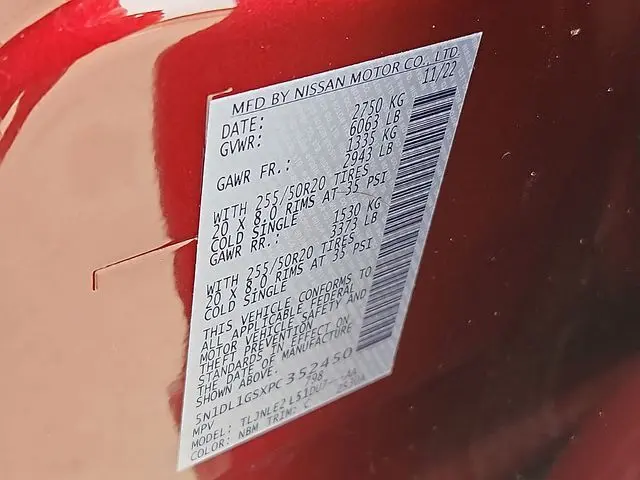 MFD BY NISSAN MOTOR CO., LTD.
DATE: 11/22
GVWR: 2750 KG
6063 LB
GAWR FR.: 1335 KG
2943 LB
WITH 255/50R20 TIRES
20 X 8.0 RIMS AT 35 PSI
COLD SINGLE
GAWR RR.: 1530 KG
3373 LB
WITH 255/50R20 TIRES
20 X 8.0 RIMS AT 35 PSI
COLD SINGLE
THIS VEHICLE CONFORMS TO
ALL APPLICABLE FEDERAL
MOTOR VEHICLE SAFETY AND
THEFT PREVENTION
STANDARDS IN EFFECT ON
THE DATE OF MANUFACTURE
SHOWN ABOVE.
5N1DL1GSXPC352450
MPV 798
MODEL: TLJNLE2
COLOR: NBM TRIM: C